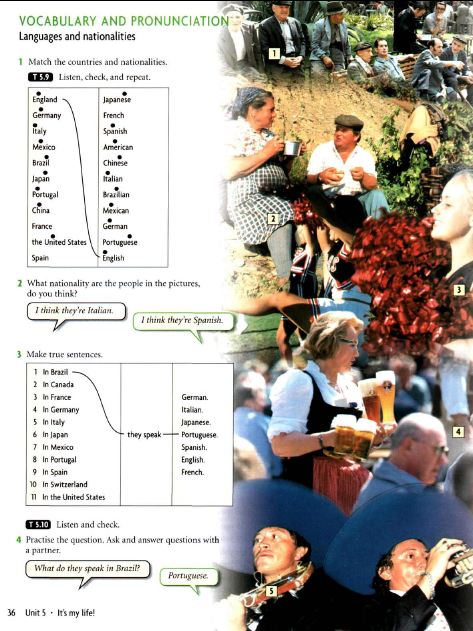 VOCABULARY AND PRONUNCIATION
Languages and nationalities
1 Match the countries and nationalities.
T 5.9 Listen, check, and repeat.
England Japanese
Germany French
Italy Spanish
Mexico American
Brazil Chinese
Japan Italian
Portugal Brazilian
China Mexican
France German
the United States Portuguese
Spain English
2 What nationality are the people in the pictures,
do you think?
I think they're Italian.
I think they're Spanish.
3 Make true sentences.
1 In Brazil
2 In Canada
3 In France German.
4 In Germany Italian.
5 In Italy Japanese.
6 In Japan they speak Portuguese.
7 In Mexico Spanish.
8 In Portugal English.
9 In Spain French.
10 In Switzerland
11 In the United States
T 5.10 Listen and check.
4 Practise the question. Ask and answer questions with
a partner.
What do they speak in Brazil?
Portuguese.
36 Unit 5 · It's my life!
1
2
3
4
5